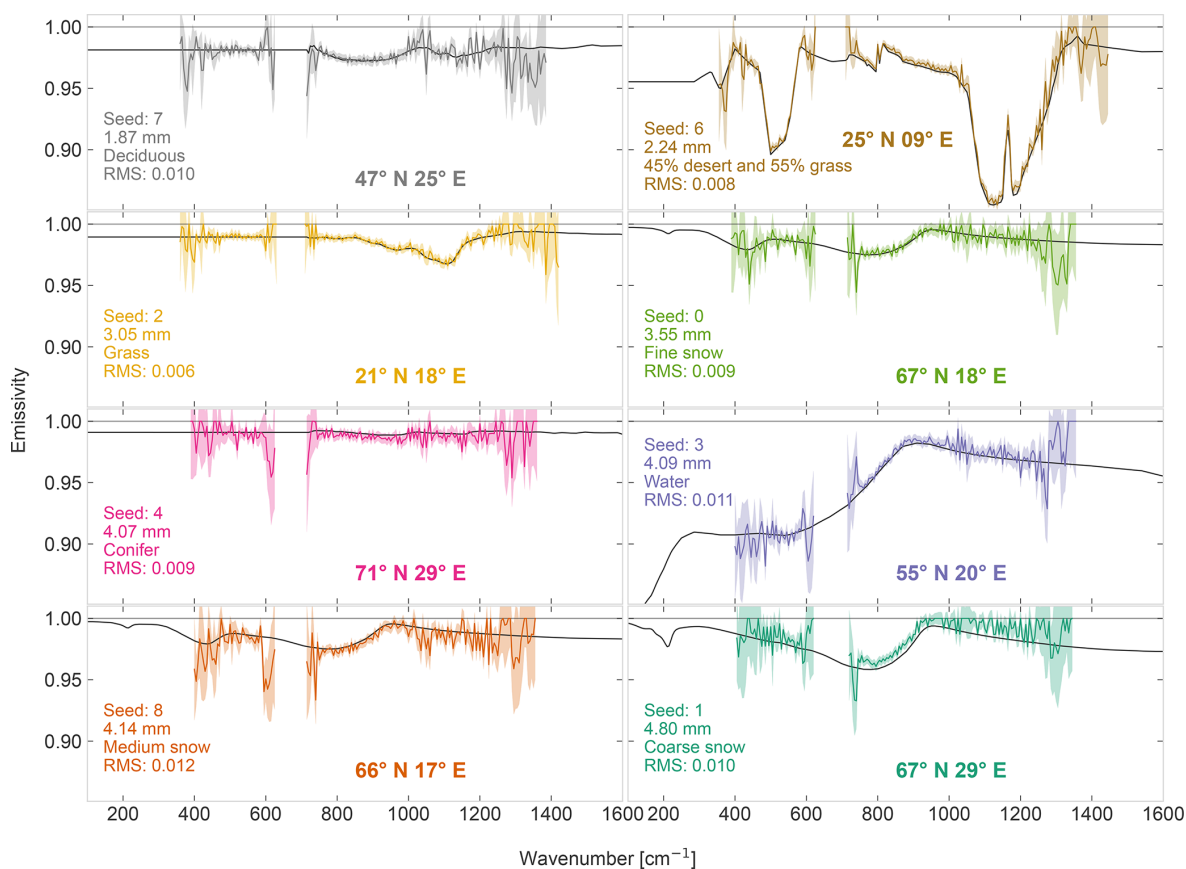 1.00
0.95
0.90
Seed: 7
1.87 mm
Deciduous
RMS: 0.010
47° N 25° E
Seed: 6
2.24 mm
45% desert and 55% grass
RMS: 0.008
25° N 09° E
1.00
0.95
0.90
Seed: 2
3.05 mm
Grass
RMS: 0.006
21° N 18° E
Seed: 0
3.55 mm
Fine snow
RMS: 0.009
67° N 18° E
Emissivity
1.00
0.95
0.90
Seed: 4
4.07 mm
Conifer
RMS: 0.009
71° N 29° E
Seed: 3
4.09 mm
Water
RMS: 0.011
55° N 20° E
1.00
0.95
0.90
Seed: 8
4.14 mm
Medium snow
RMS: 0.012
66° N 17° E
Seed: 1
4.80 mm
Coarse snow
RMS: 0.010
67° N 29° E
200 400 600 800 1000 1200 1400 1600
200 400 600 800 1000 1200 1400 1600
Wavenumber [cm⁻¹]